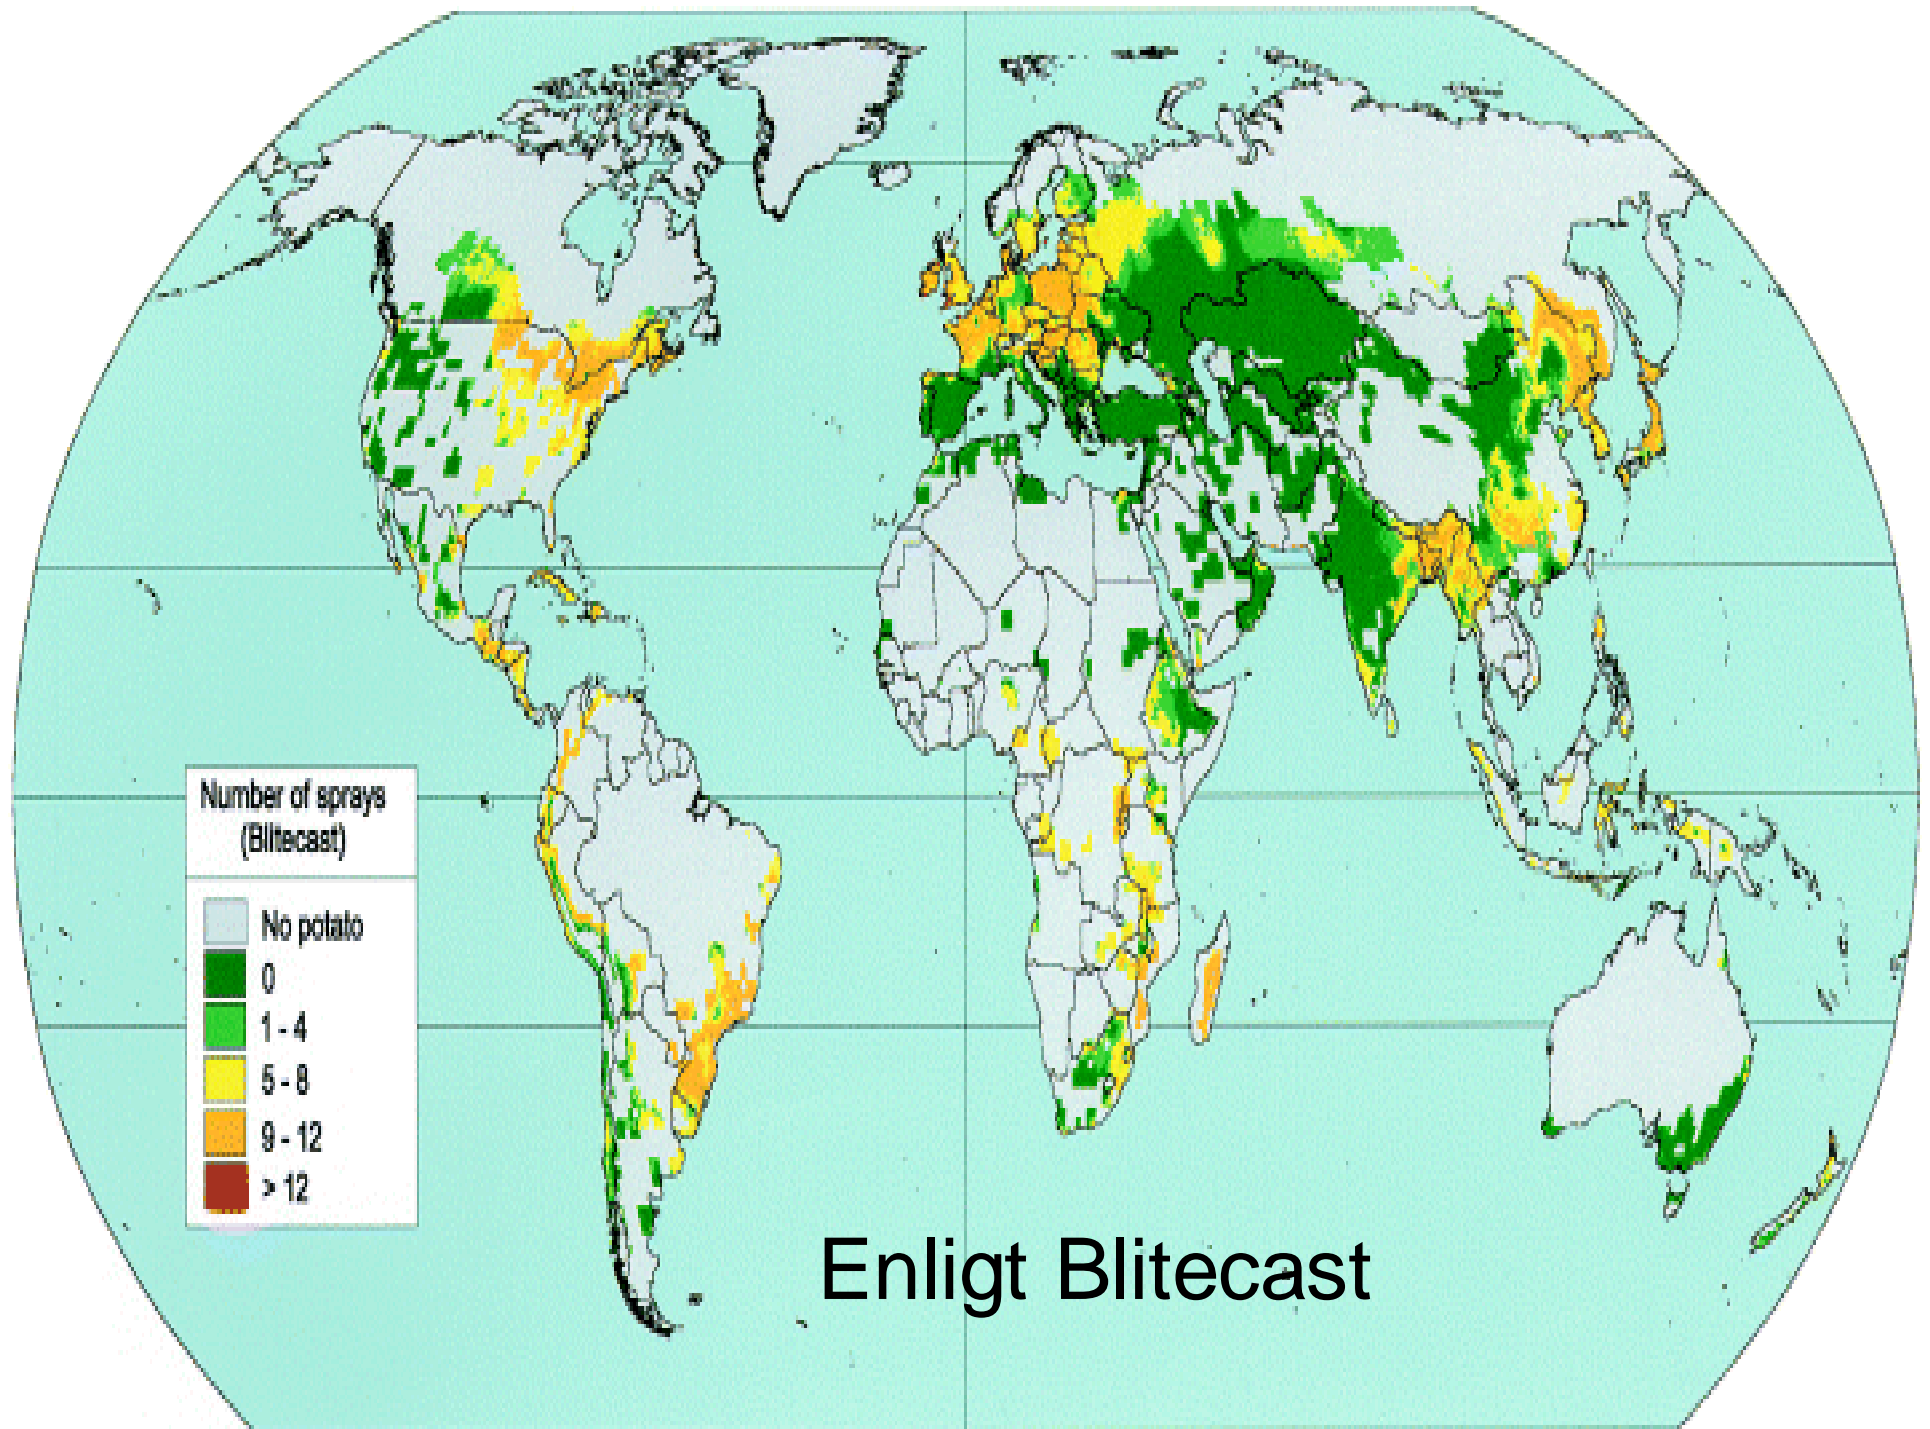 Number of sprays
(Blitecast)
No potato
0
1 - 4
5 - 8
9 - 12
> 12
Enligt Blitecast